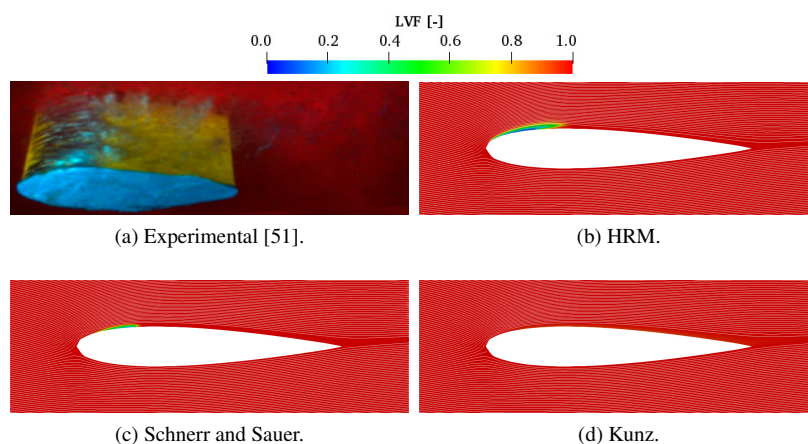 LVF [-]
0.0 0.2 0.4 0.6 0.8 1.0
(a) Experimental [51].
(b) HRM.
(c) Schnerr and Sauer.
(d) Kunz.